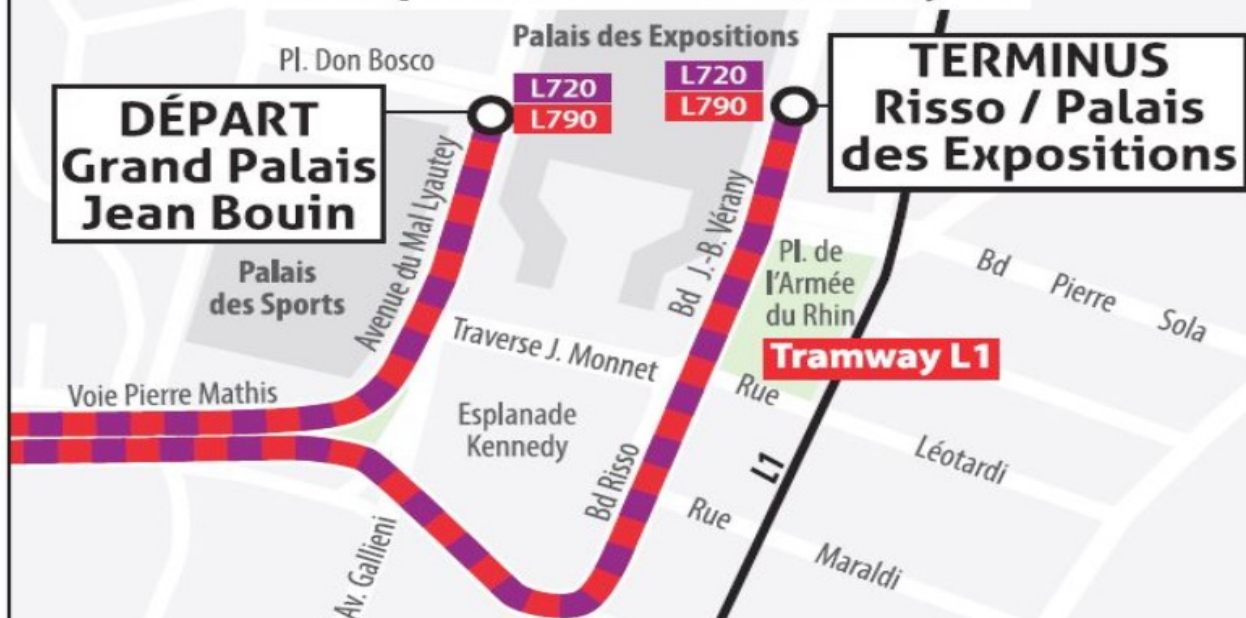 Palais des Expositions
Pl. Don Bosco
L720
L790
L720
L790
DÉPART
Grand Palais
Jean Bouin
TERMINUS
Risso / Palais
des Expositions
Avenue du Mal Lyautey
Palais
des Sports
Bd J.-B. Vérany
Pl. de
l'Armée
du Rhin
Bd Pierre Sola
Traverse J. Monnet
Tramway L1
Voie Pierre Mathis
Esplanade
Kennedy
Rue Léotardi
Bd Risso
L1
Rue Maraldi
Av. Gallieni